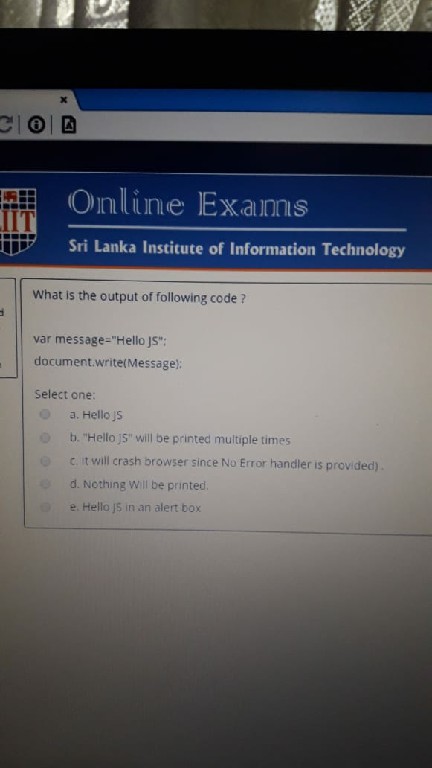 IIT
Online Exams
Sri Lanka Institute of Information Technology
What is the output of following code ?
var message="Hello JS";
document.write(Message);
Select one:
a. Hello JS
b. "Hello JS" will be printed multiple times
c. It will crash browser since No Error handler is provided) .
d. Nothing Will be printed.
e. Hello JS in an alert box